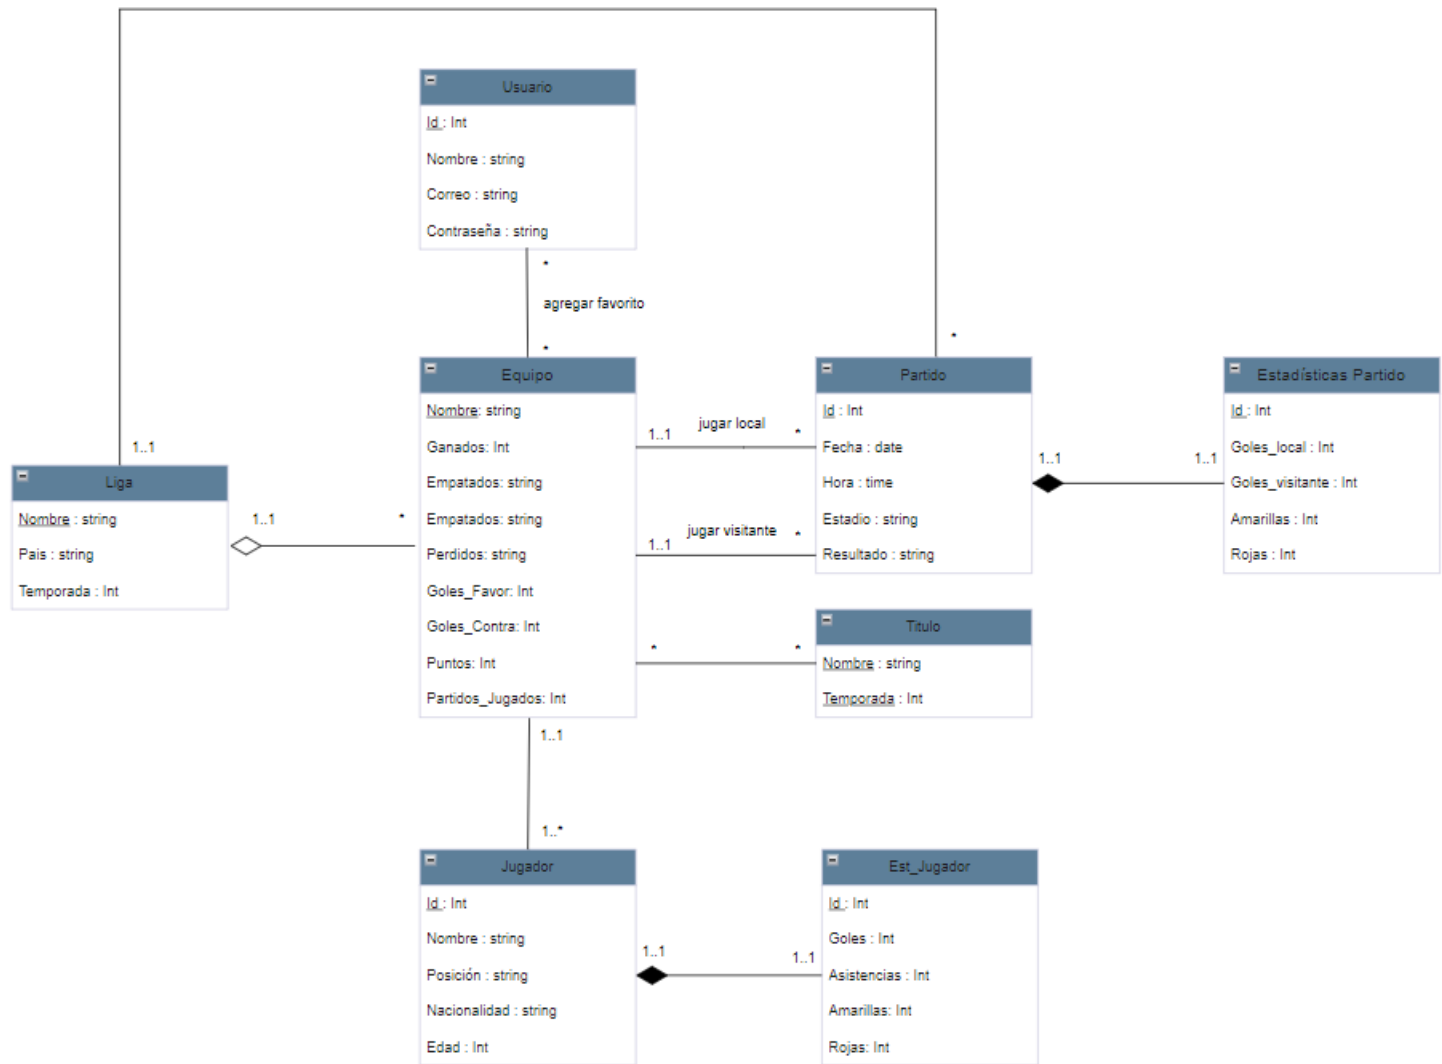 Usuario
Id : Int
Nombre : string
Correo : string
Contraseña : string
*
agregar favorito
*
Equipo
Nombre: string
Ganados: Int
Empatados: string
Empatados: string
Perdidos: string
Goles_Favor: Int
Goles_Contra: Int
Puntos: Int
Partidos_Jugados: Int
1..1
Liga
Nombre : string
Pais : string
Temporada : Int
1..1
*
1..1
jugar local
*
1..1
jugar visitante
*
*
Partido
Id : Int
Fecha : date
Hora : time
Estadio : string
Resultado : string
1..1
1..1
Estadísticas Partido
Id : Int
Goles_local : Int
Goles_visitante : Int
Amarillas : Int
Rojas : Int
*
*
Titulo
Nombre : string
Temporada : Int
1..1
1..*
Jugador
Id : Int
Nombre : string
Posición : string
Nacionalidad : string
Edad : Int
1..1
1..1
Est_Jugador
Id : Int
Goles : Int
Asistencias : Int
Amarillas: Int
Rojas: Int